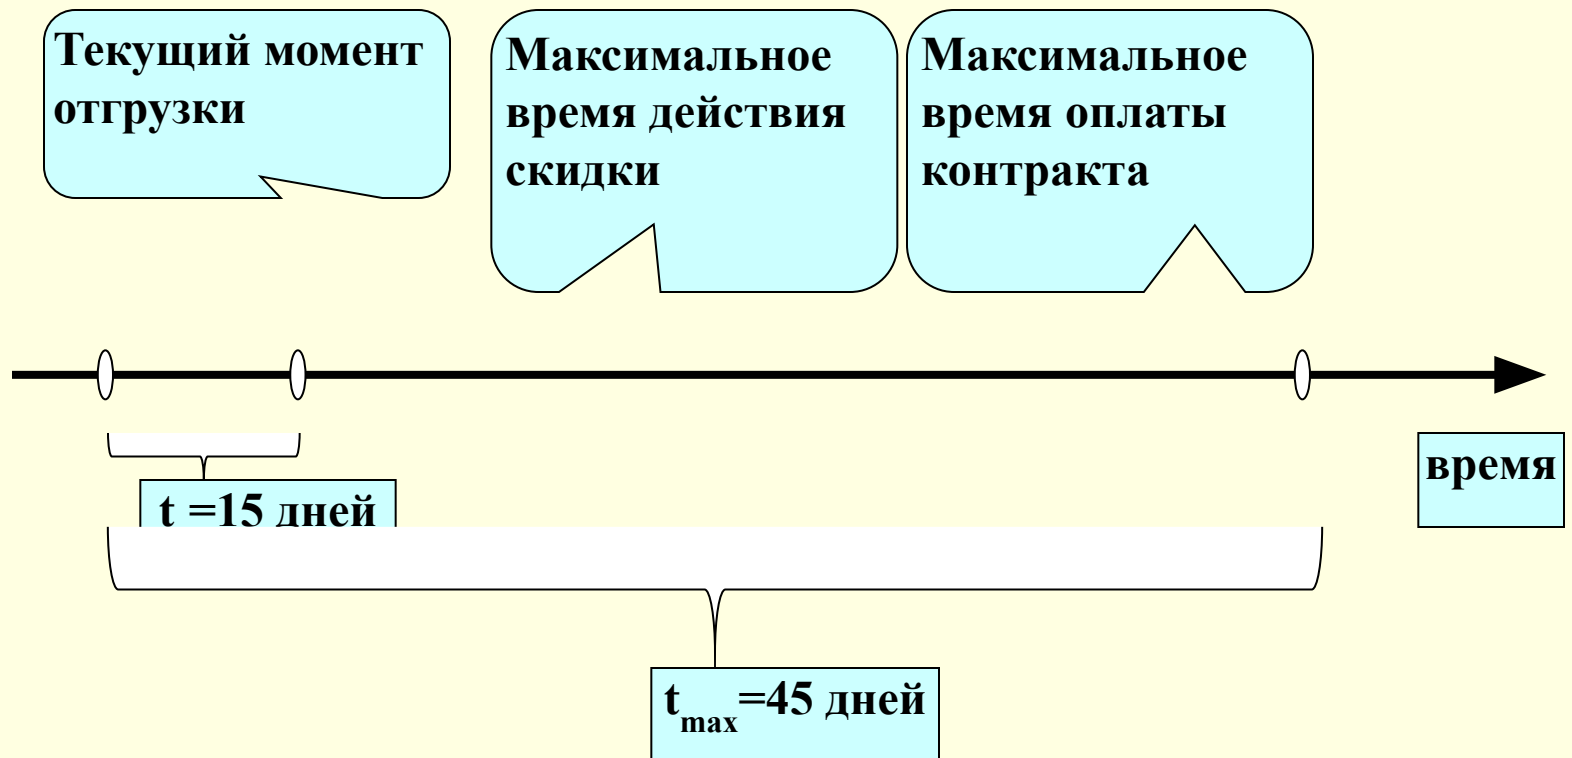 Текущий момент
отгрузки
Максимальное
время действия
скидки
Максимальное
время оплаты
контракта
время
t =15 дней
tmax=45 дней